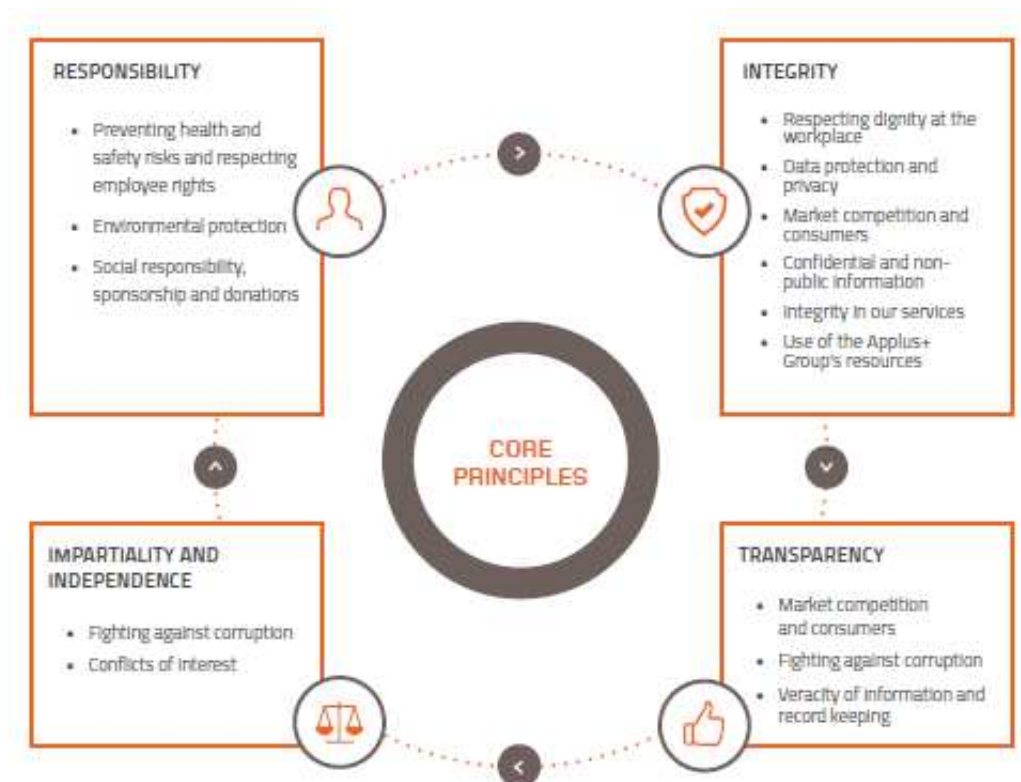 RESPONSIBILITY
• Preventing health and
safety risks and respecting
employee rights
• Environmental protection
• Social responsibility,
sponsorship and donations
INTEGRITY
• Respecting dignity at the
workplace
• Data protection and
privacy
• Market competition and
consumers
• Confidential and non-
public information
• Integrity in our services
• Use of the Applus+
Group's resources
CORE
PRINCIPLES
IMPARTIALITY AND
INDEPENDENCE
• Fighting against corruption
• Conflicts of interest
TRANSPARENCY
• Market competition
and consumers
• Fighting against corruption
• Veracity of information and
record keeping